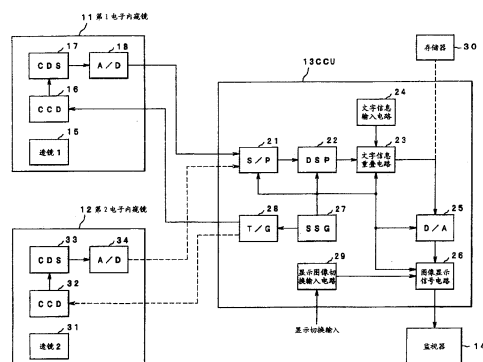 11 第1电子内窥镜
17
18
CDS
A/D
16
CCD
15
透镜1
存储器
30
13CCU
24
文字信息
输入电路
21
22
23
S/P
DSP
文字信息
重叠电路
12 第2电子内窥镜
33
34
CDS
A/D
32
CCD
31
透镜2
28
27
T/G
SSG
25
D/A
29
显示图像切
换输入电路
26
图像显示
信号电路
显示切换输入
监视器
14